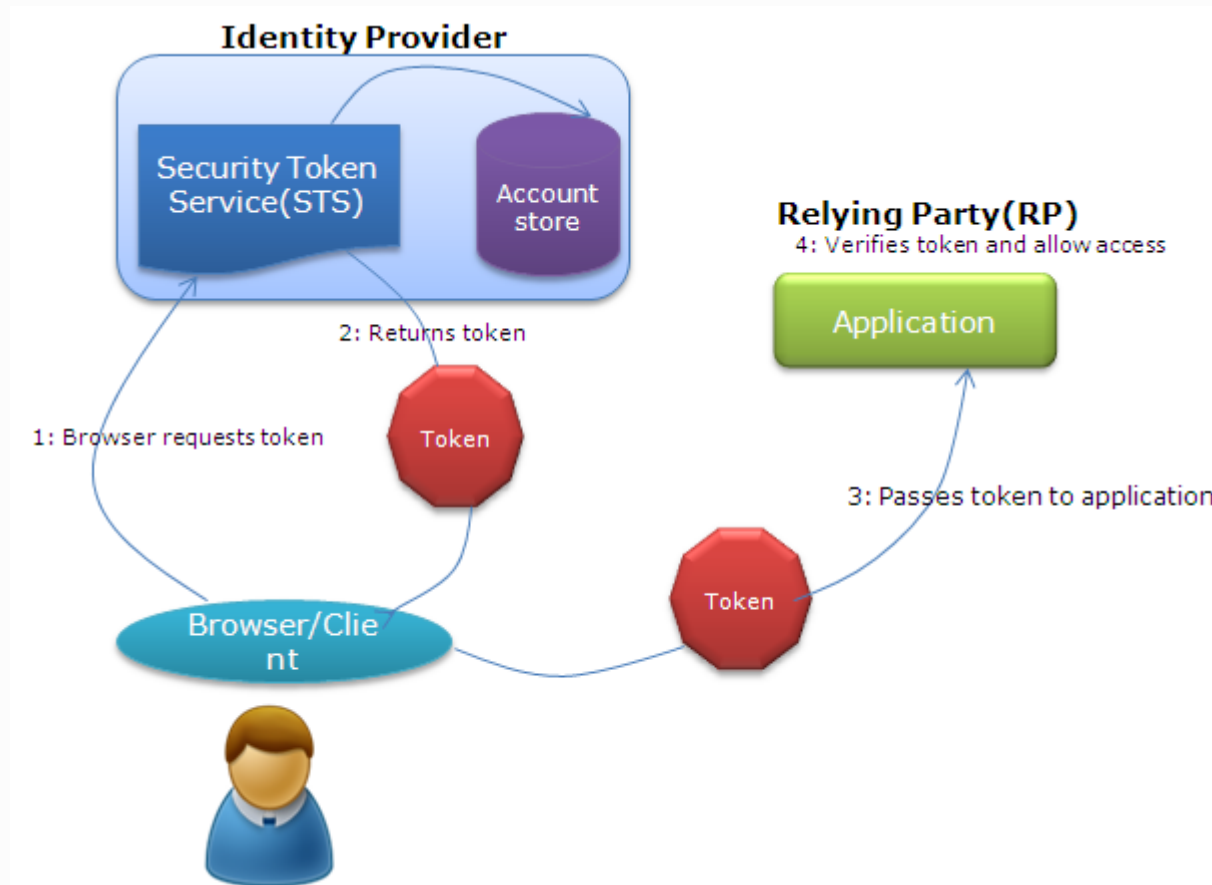 Identity Provider
Security Token
Service(STS)
Account
store
Relying Party(RP)
4: Verifies token and allow access
Application
2: Returns token
Token
1: Browser requests token
3: Passes token to application
Token
Browser/Clie
nt